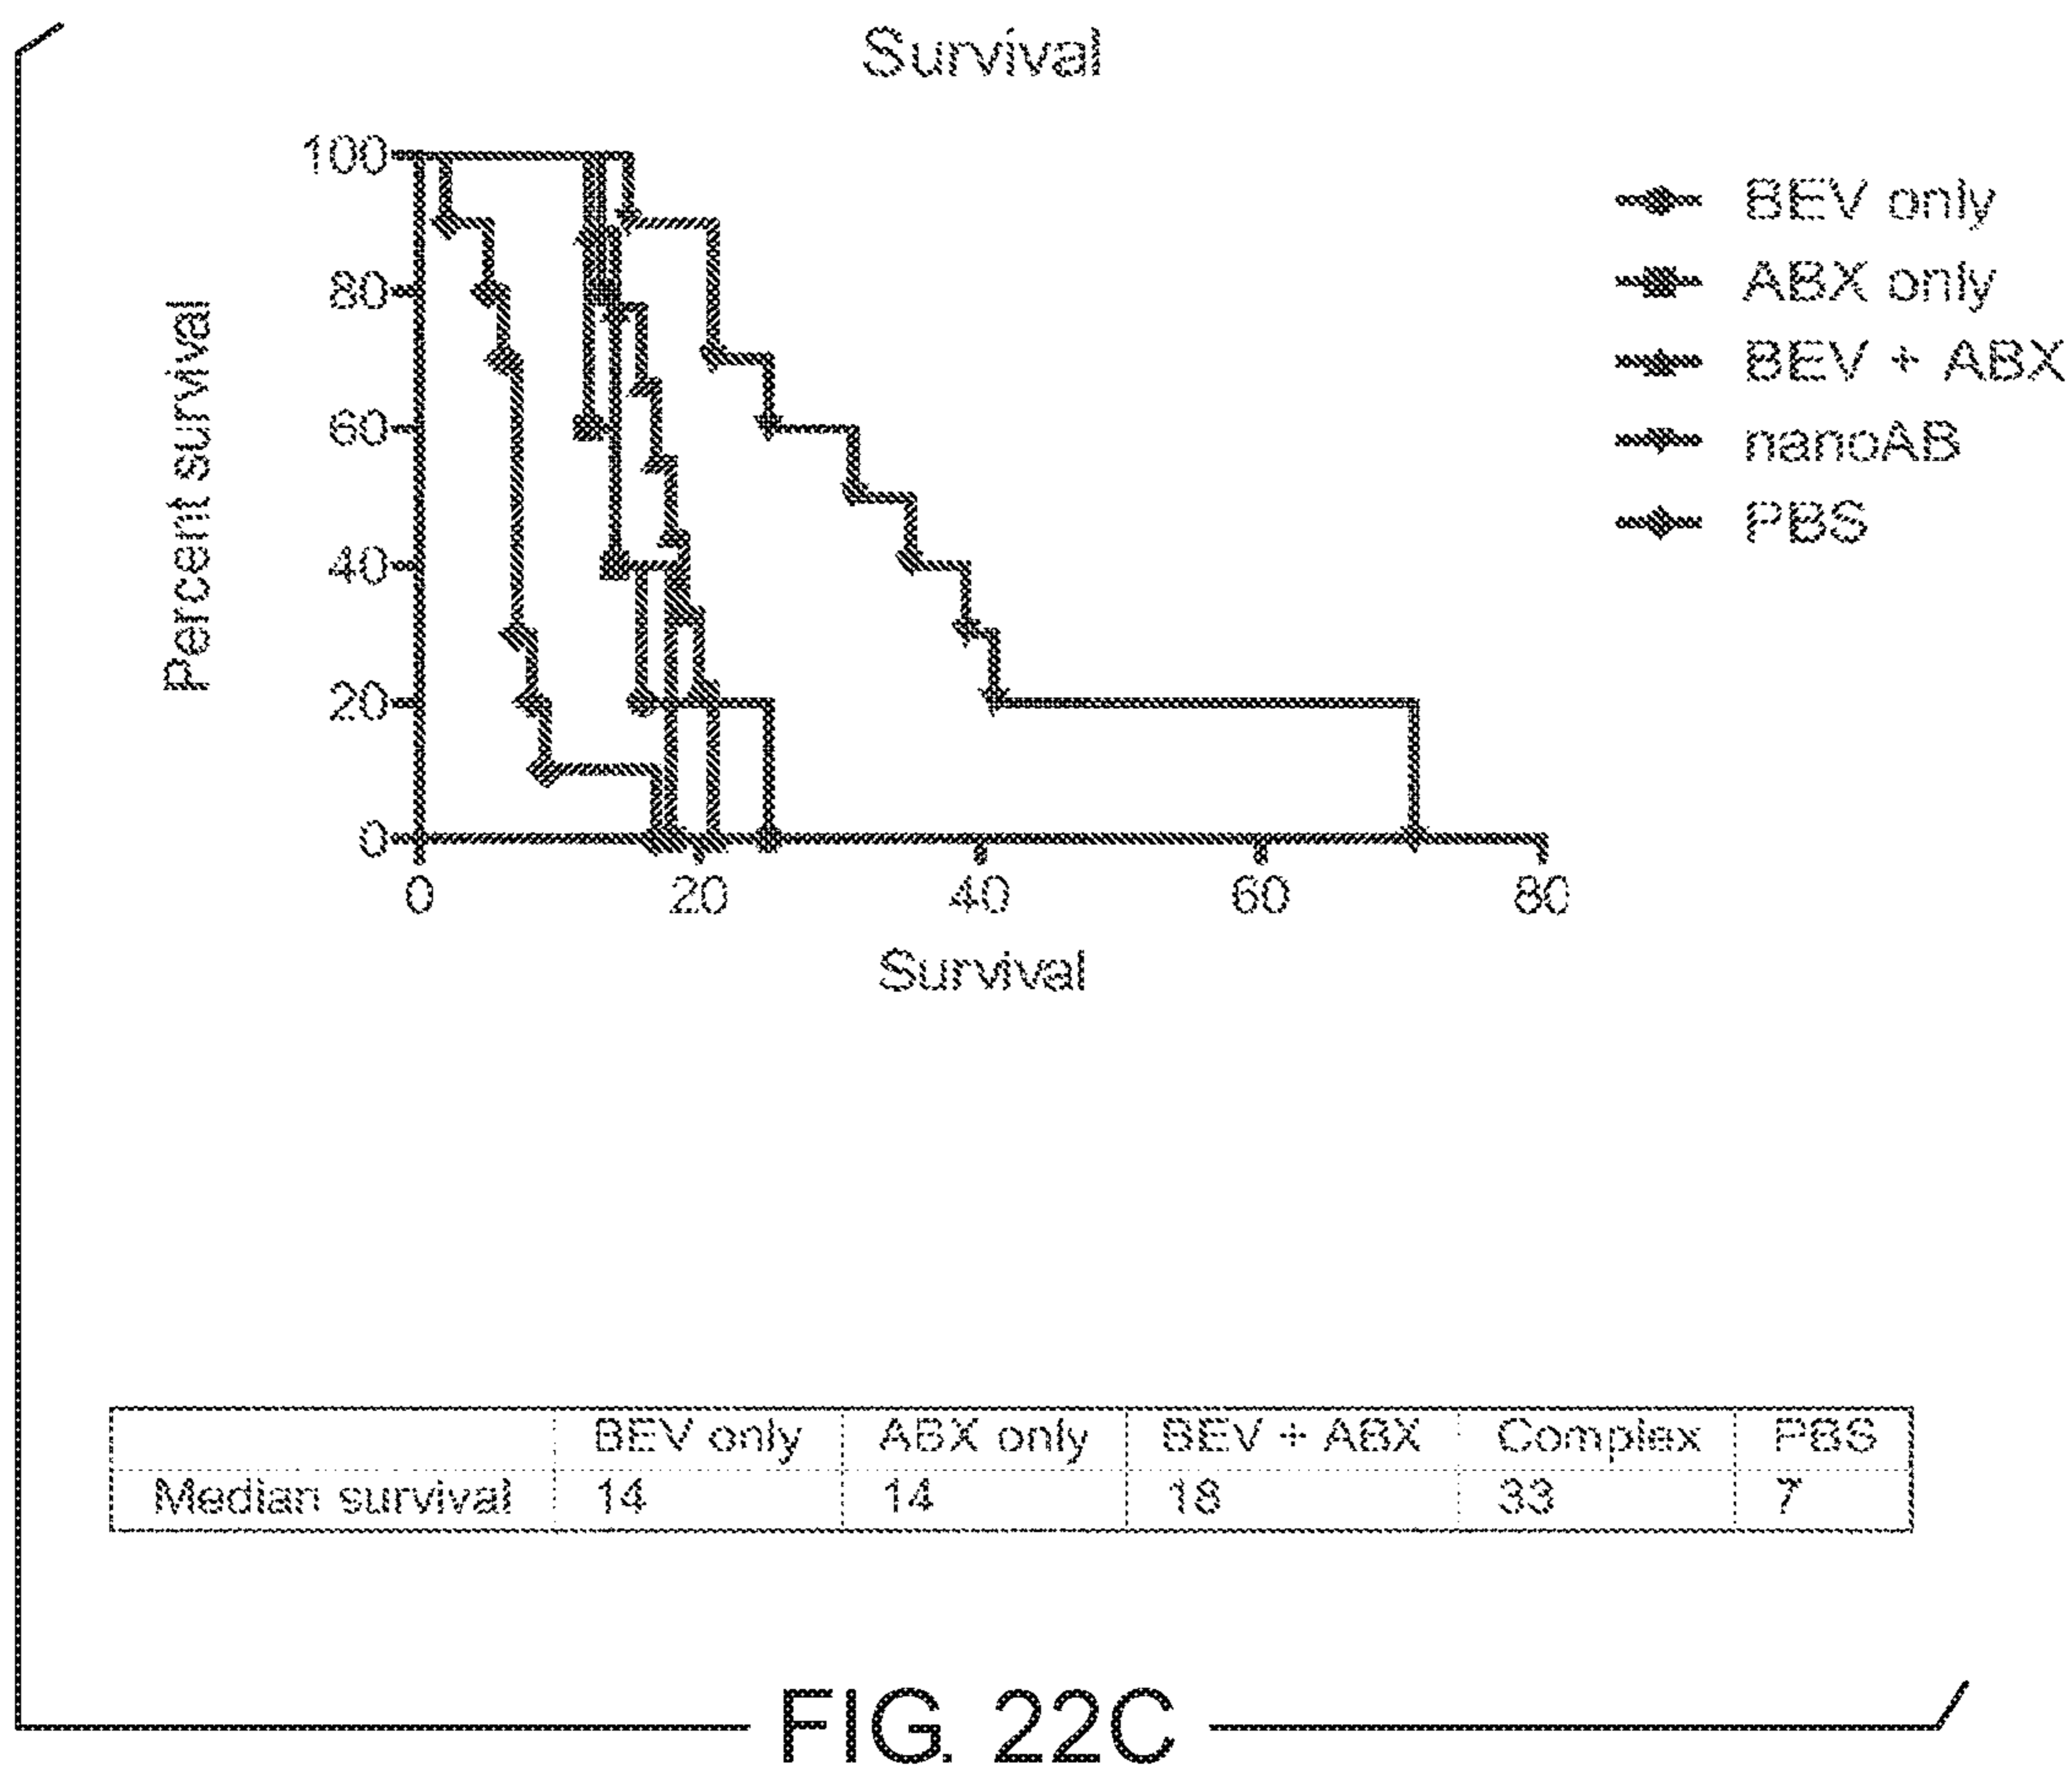 Survival
100
80
60
40
20
0
Percent survival
0 20 40 60 80
Survival
BEV only
ABX only
BEV + ABX
nanoAB
PBS
BEV only ABX only BEV + ABX Complex PBS
Median survival 14 14 18 33 7
FIG. 22C